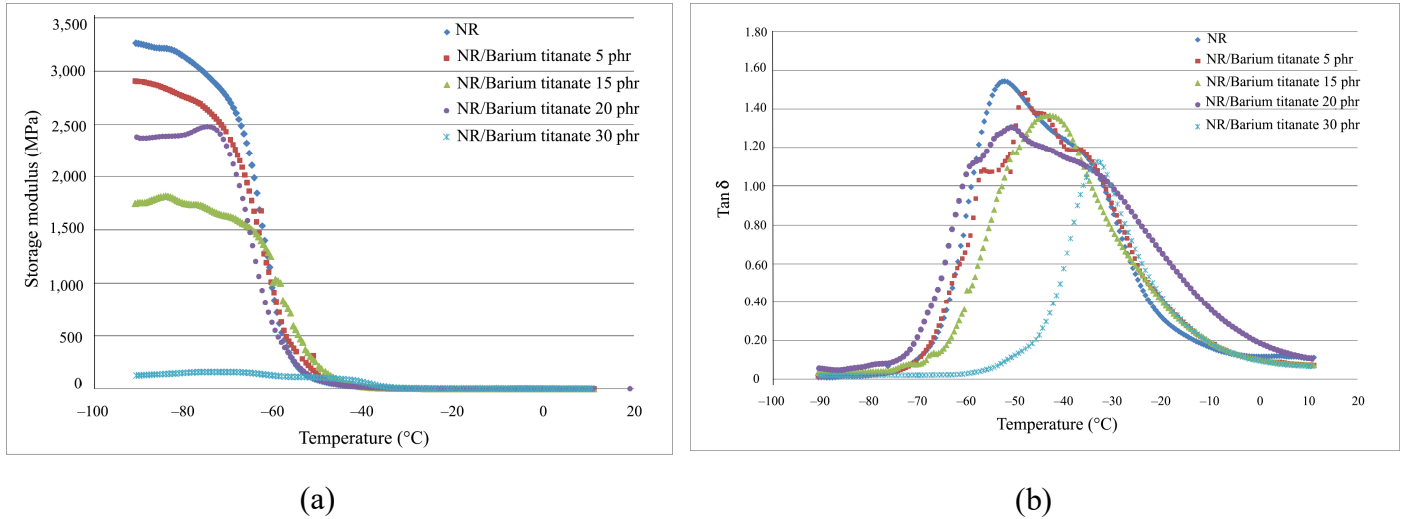 3,500
3,000
2,500
2,000
1,500
1,000
500
0
Storage modulus (MPa)
NR
NR/Barium titanate 5 phr
NR/Barium titanate 15 phr
NR/Barium titanate 20 phr
NR/Barium titanate 30 phr
–100 –80 –60 –40 –20 0 20
Temperature (°C)
(a)
1.80
1.60
1.40
1.20
1.00
0.80
0.60
0.40
0.20
0
Tan δ
NR
NR/Barium titanate 5 phr
NR/Barium titanate 15 phr
NR/Barium titanate 20 phr
NR/Barium titanate 30 phr
–100 –90 –80 –70 –60 –50 –40 –30 –20 –10 0 10 20
Temperature (°C)
(b)